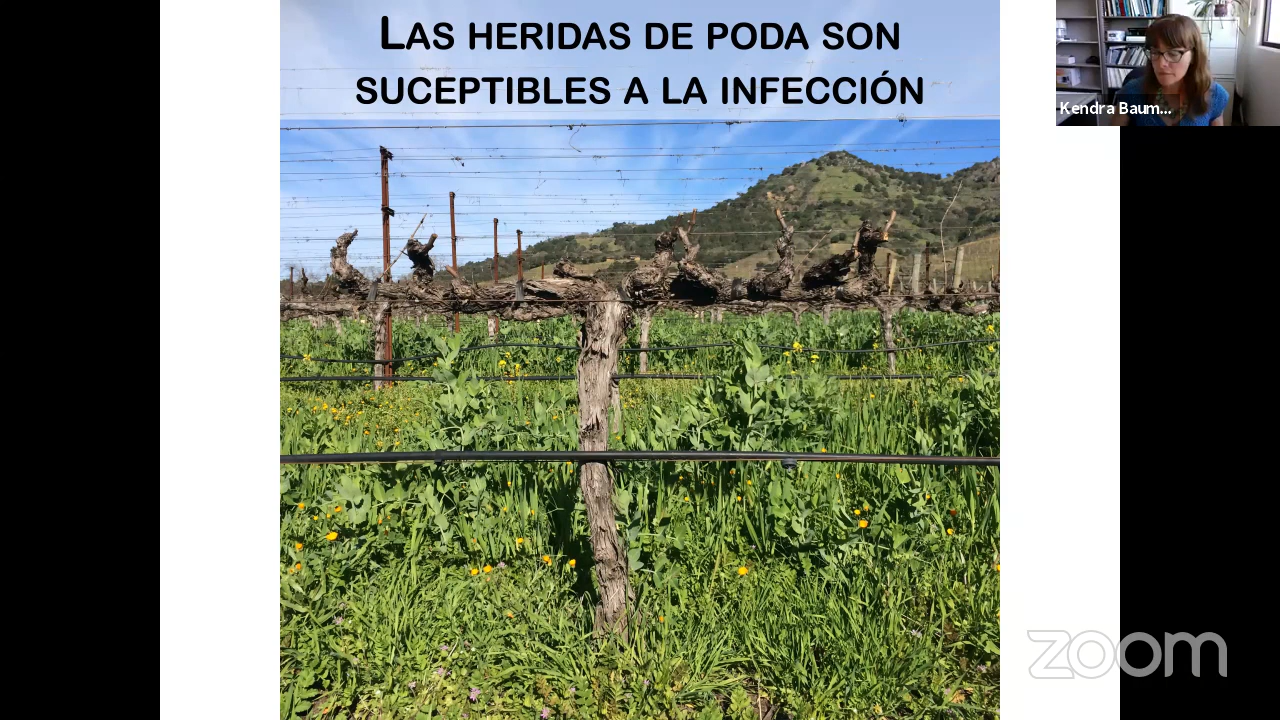 LAS HERIDAS DE PODA SON
SUCEPTIBLES A LA INFECCIÓN
Kendra Baum...
zoom